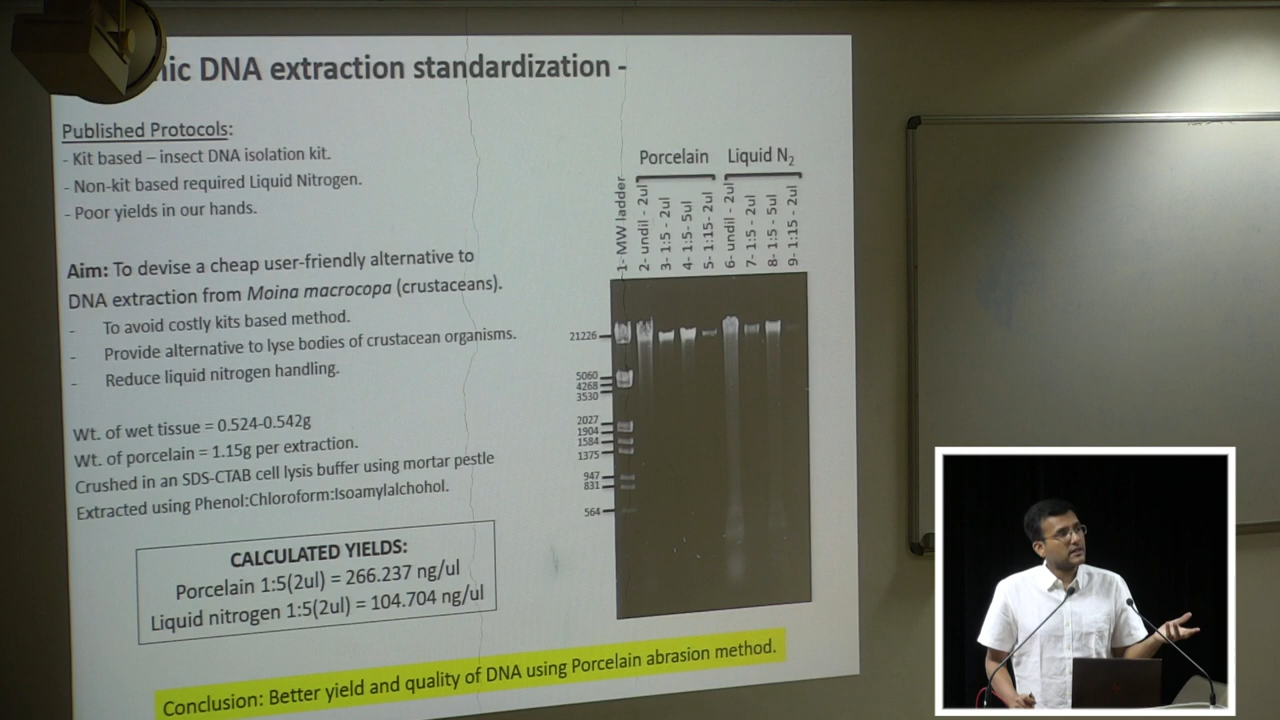 ic DNA extraction standardization -
Published Protocols:
- Kit based – insect DNA isolation kit.
- Non-kit based required Liquid Nitrogen.
- Poor yields in our hands.
Aim: To devise a cheap user-friendly alternative to
DNA extraction from Moina macrocopa (crustaceans).
- To avoid costly kits based method.
- Provide alternative to lyse bodies of crustacean organisms.
- Reduce liquid nitrogen handling.
Wt. of wet tissue = 0.524-0.542g
Wt. of porcelain = 1.15g per extraction.
Crushed in an SDS-CTAB cell lysis buffer using mortar pestle
Extracted using Phenol:Chloroform:Isoamylalchohol.
CALCULATED YIELDS:
Porcelain 1:5(2ul) = 266.237 ng/ul
Liquid nitrogen 1:5(2ul) = 104.704 ng/ul
Conclusion: Better yield and quality of DNA using Porcelain abrasion method.
Porcelain
Liquid N2
1- MW ladder
2- undil - 2ul
3- 1:5 - 2ul
4- 1:5- 5ul
5- 1:15- 2ul
6- undil - 2ul
7- 1:5 - 2ul
8- 1:5 - 5ul
9- 1:15 - 2ul
21226
5060
4268
3530
2027
1904
1584
1375
947
831
564